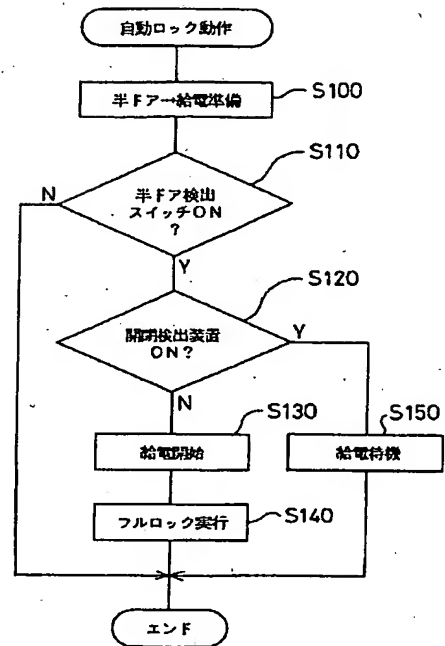 自動ロック動作
半ドア→給電準備
S100
S110
半ドア検出
スイッチON
?
N
Y
S120
開閉検出装置
ON?
Y
N
S130
給電開始
S150
給電待機
フルロック実行
S140
エンド